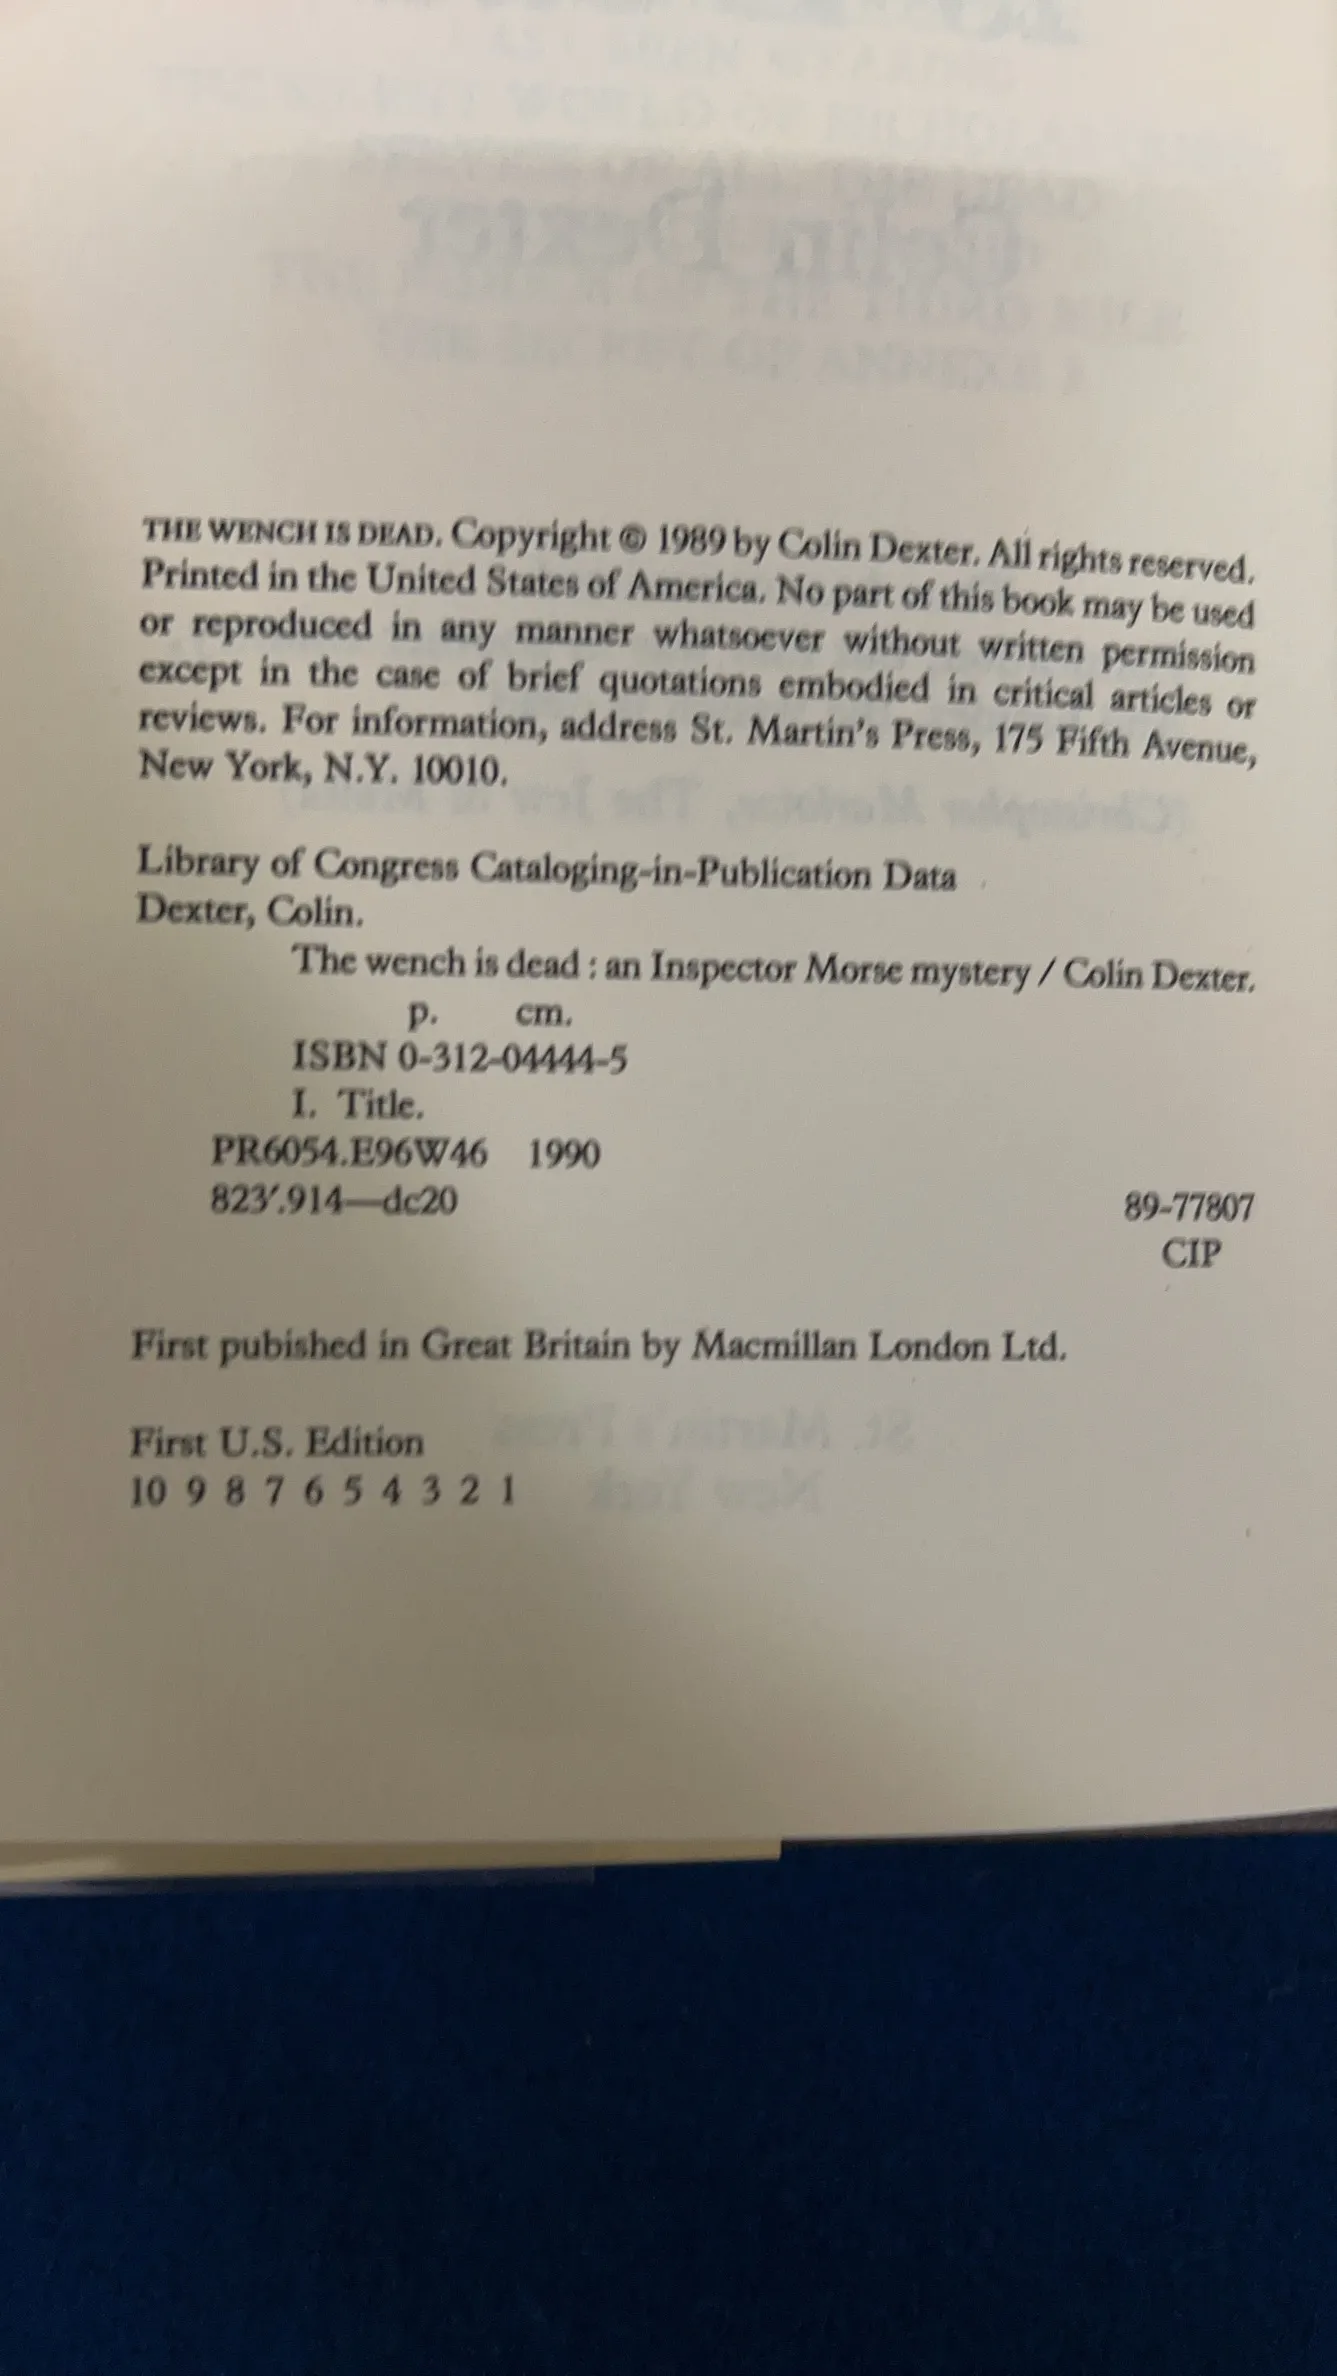 THE WENCH IS DEAD. Copyright © 1989 by Colin Dexter. All rights reserved.
Printed in the United States of America. No part of this book may be used
or reproduced in any manner whatsoever without written permission
except in the case of brief quotations embodied in critical articles or
reviews. For information, address St. Martin's Press, 175 Fifth Avenue,
New York, N.Y. 10010.
Library of Congress Cataloging-in-Publication Data
Dexter, Colin.
The wench is dead : an Inspector Morse mystery / Colin Dexter.
p. cm.
ISBN 0-312-04444-5
I. Title.
PR6054.E96W46 1990
823′.914—dc20
89-77807
CIP
First pubished in Great Britain by Macmillan London Ltd.
First U.S. Edition
10 9 8 7 6 5 4 3 2 1